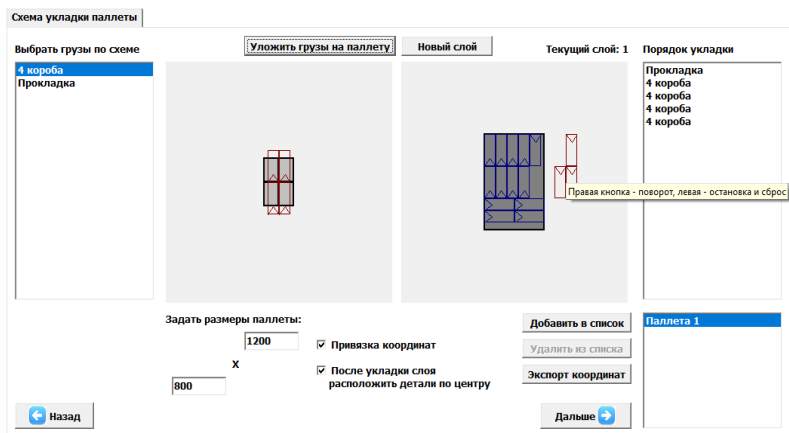 Схема укладки паллеты
Выбрать грузы по схеме
Уложить грузы на паллету
Новый слой
Текущий слой: 1
Порядок укладки
4 короба
Прокладка
Прокладка
4 короба
4 короба
4 короба
4 короба
Правая кнопка - поворот, левая - остановка и сброс
Задать размеры паллеты:
1200
X
800
Привязка координат
После укладки слоя
расположить детали по центру
Добавить в список
Удалить из списка
Экспорт координат
Паллета 1
Назад
Дальше